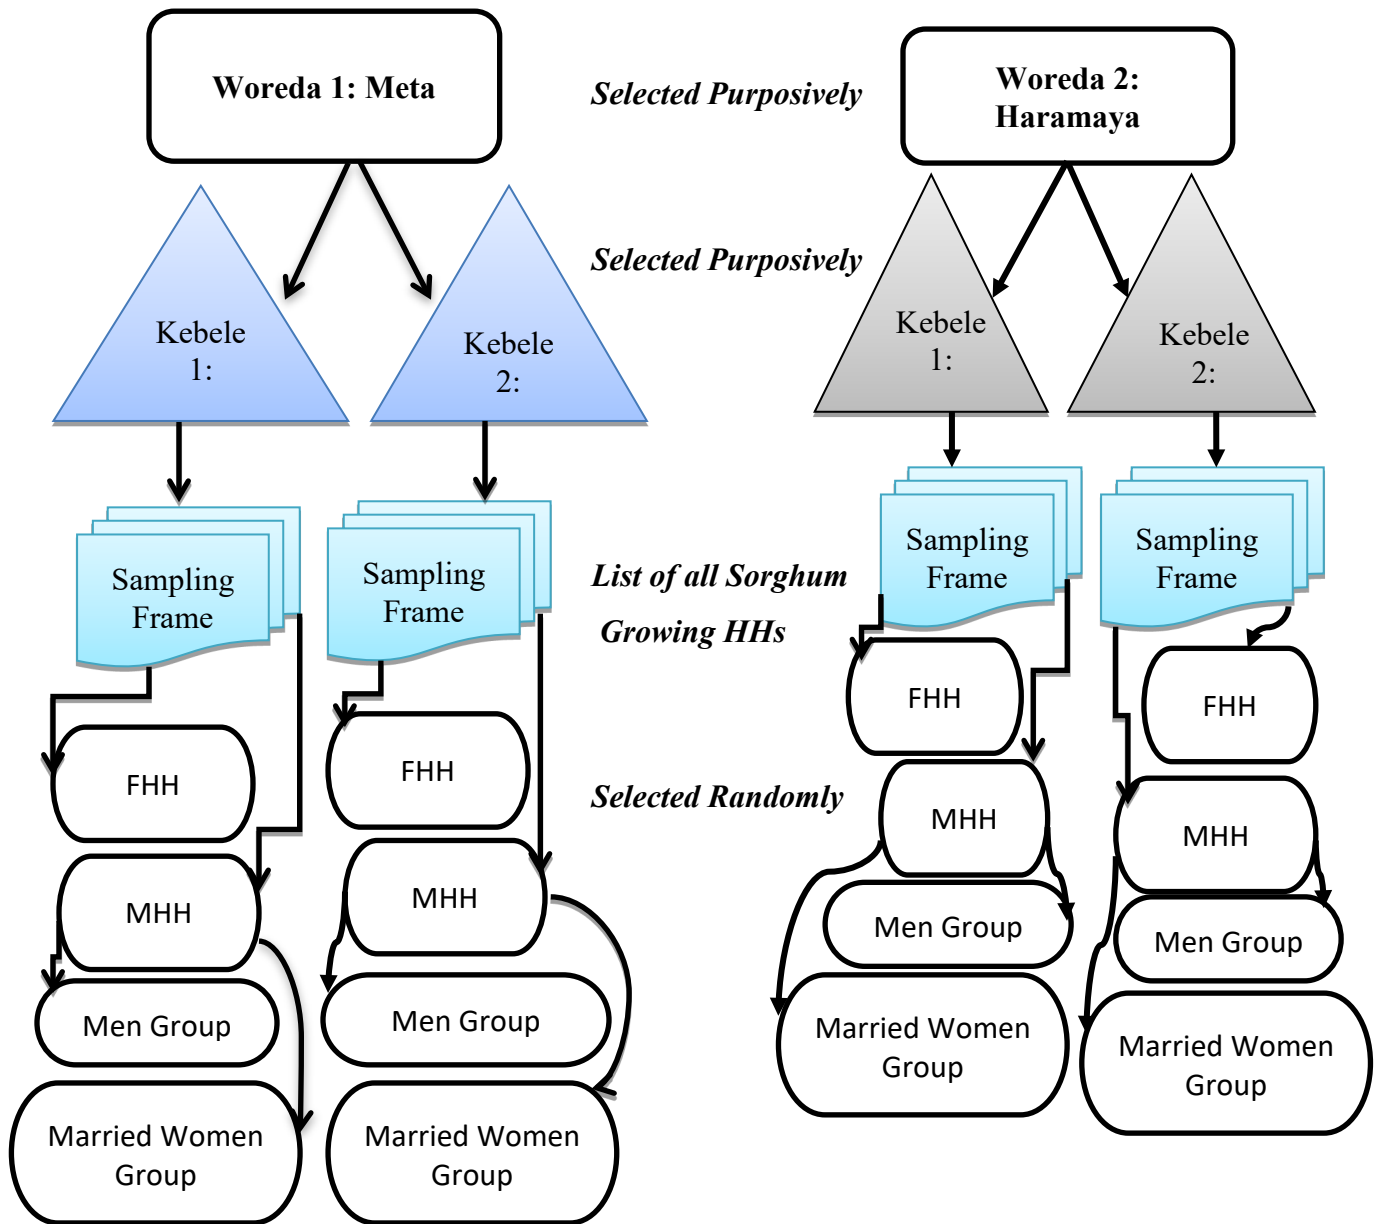 Woreda 1: Meta
Selected Purposively
Woreda 2:
Haramaya
Selected Purposively
Kebele
1:
Kebele
2:
Kebele
1:
Kebele
2:
Sampling
Frame
Sampling
Frame
List of all Sorghum
Growing HHs
Sampling
Frame
Sampling
Frame
FHH
FHH
Selected Randomly
FHH
FHH
MHH
MHH
MHH
MHH
Men Group
Men Group
Men Group
Men Group
Married Women
Group
Married Women
Group
Married Women
Group
Married Women
Group